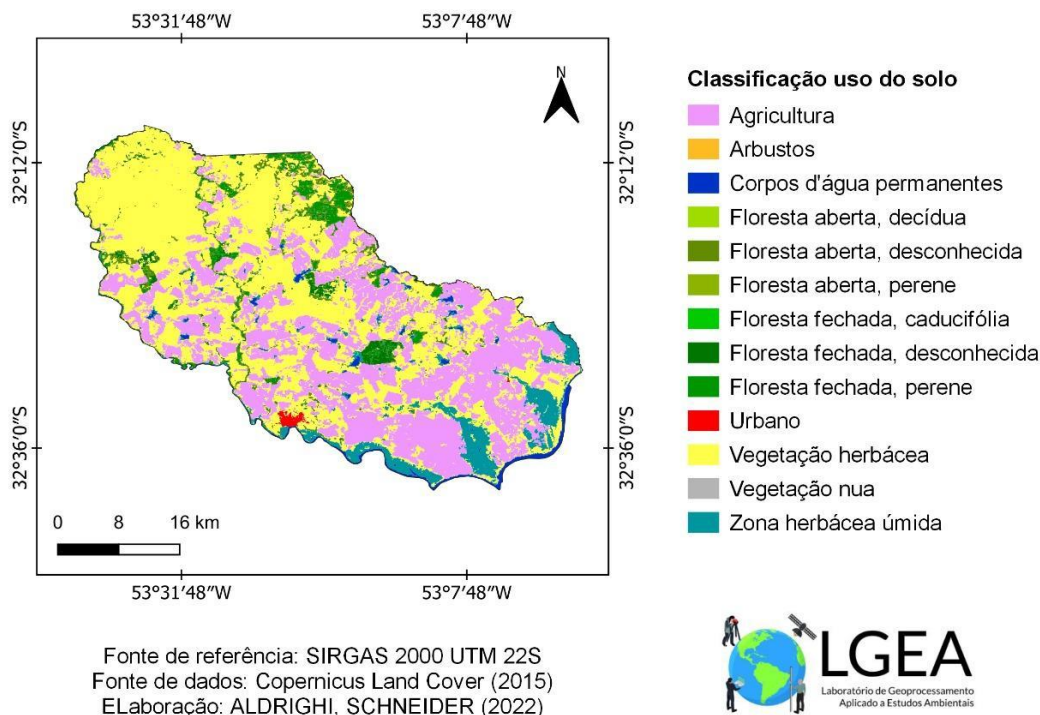 53°31'48"W 53°7'48"W
N
32°12'0"S 32°12'0"S
32°36'0"S 32°36'0"S
0 8 16 km
53°31'48"W 53°7'48"W
Classificação uso do solo
Agricultura
Arbustos
Corpos d'água permanentes
Floresta aberta, decídua
Floresta aberta, desconhecida
Floresta aberta, perene
Floresta fechada, caducifólia
Floresta fechada, desconhecida
Floresta fechada, perene
Urbano
Vegetação herbácea
Vegetação nua
Zona herbácea úmida
Fonte de referência: SIRGAS 2000 UTM 22S
Fonte de dados: Copernicus Land Cover (2015)
ELaboração: ALDRIGHI, SCHNEIDER (2022)
LGEA
Laboratório de Geoprocessamento
Aplicado a Estudos Ambientais